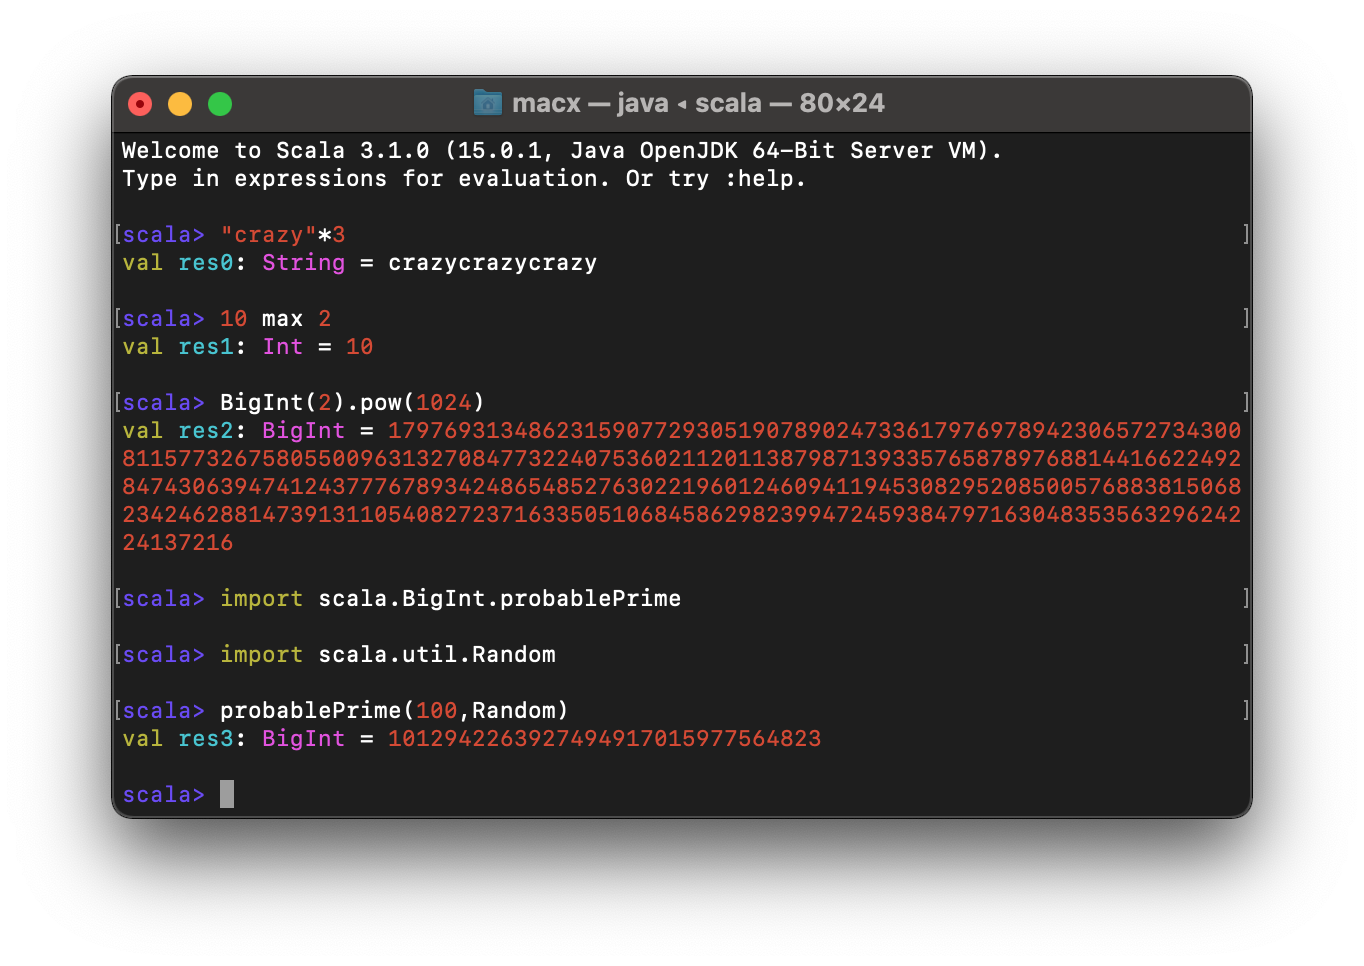 macx — java ◂ scala — 80×24
Welcome to Scala 3.1.0 (15.0.1, Java OpenJDK 64-Bit Server VM).
Type in expressions for evaluation. Or try :help.
[scala> "crazy"*3 ]
val res0: String = crazycrazycrazy
[scala> 10 max 2 ]
val res1: Int = 10
[scala> BigInt(2).pow(1024) ]
val res2: BigInt = 1797693134862315907729305190789024733617976978942306572734300
81157732675805500963132708477322407536021120113879871393357658789768814416622492
84743063947412437776789342486548527630221960124609411945308295208500576883815068
23424628814739131105408272371633505106845862982399472459384797163048353563296242
24137216
[scala> import scala.BigInt.probablePrime ]
[scala> import scala.util.Random ]
[scala> probablePrime(100,Random) ]
val res3: BigInt = 1012942263927494917015977564823
scala>